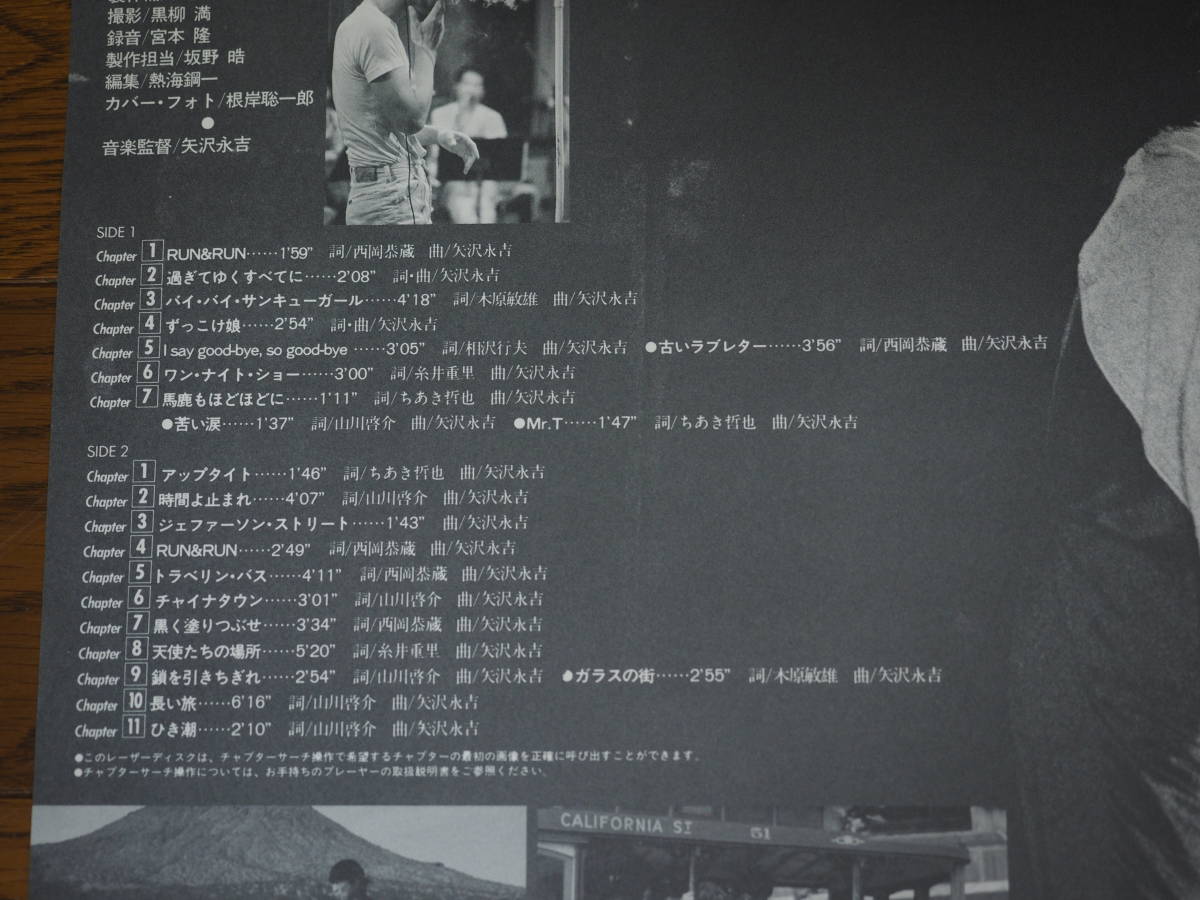 撮影/黒柳 満
録音/宮本 隆
製作担当/坂野 晧
編集/熱海鋼一
カバー・フォト/根岸聡一郎
●
音楽監督/矢沢永吉
SIDE 1
Chapter 1 RUN&RUN……1'59" 詞/西岡恭蔵 曲/矢沢永吉
Chapter 2 過ぎてゆくすべてに……2'08" 詞・曲/矢沢永吉
Chapter 3 バイ・バイ・サンキューガール……4'18" 詞/木原敏雄 曲/矢沢永吉
Chapter 4 ずっこけ娘……2'54" 詞・曲/矢沢永吉
Chapter 5 I say good-bye, so good-bye ……3'05" 詞/相沢行夫 曲/矢沢永吉 ●古いラブレター……3'56" 詞/西岡恭蔵 曲/矢沢永吉
Chapter 6 ワン・ナイト・ショー……3'00" 詞/糸井重里 曲/矢沢永吉
Chapter 7 馬鹿もほどほどに……1'11" 詞/ちあき哲也 曲/矢沢永吉
●苦い涙……1'37" 詞/山川啓介 曲/矢沢永吉 ●Mr.T……1'47" 詞/ちあき哲也 曲/矢沢永吉
SIDE 2
Chapter 1 アップタイト……1'46" 詞/ちあき哲也 曲/矢沢永吉
Chapter 2 時間よ止まれ……4'07" 詞/山川啓介 曲/矢沢永吉
Chapter 3 ジェファーソン・ストリート……1'43" 曲/矢沢永吉
Chapter 4 RUN&RUN……2'49" 詞/西岡恭蔵 曲/矢沢永吉
Chapter 5 トラベリン・バス……4'11" 詞/西岡恭蔵 曲/矢沢永吉
Chapter 6 チャイナタウン……3'01" 詞/山川啓介 曲/矢沢永吉
Chapter 7 黒く塗りつぶせ……3'34" 詞/西岡恭蔵 曲/矢沢永吉
Chapter 8 天使たちの場所……5'20" 詞/糸井重里 曲/矢沢永吉
Chapter 9 鎖を引きちぎれ……2'54" 詞/山川啓介 曲/矢沢永吉 ●ガラスの街……2'55" 詞/木原敏雄 曲/矢沢永吉
Chapter 10 長い旅……6'16" 詞/山川啓介 曲/矢沢永吉
Chapter 11 ひき潮……2'10" 詞/山川啓介 曲/矢沢永吉
●このレーザーディスクは、チャプターサーチ操作で希望するチャプターの最初の画像を正確に呼び出すことができます。
●チャプターサーチ操作については、お手持ちのプレーヤーの取扱説明書をご参照ください。
CALIFORNIA ST 51